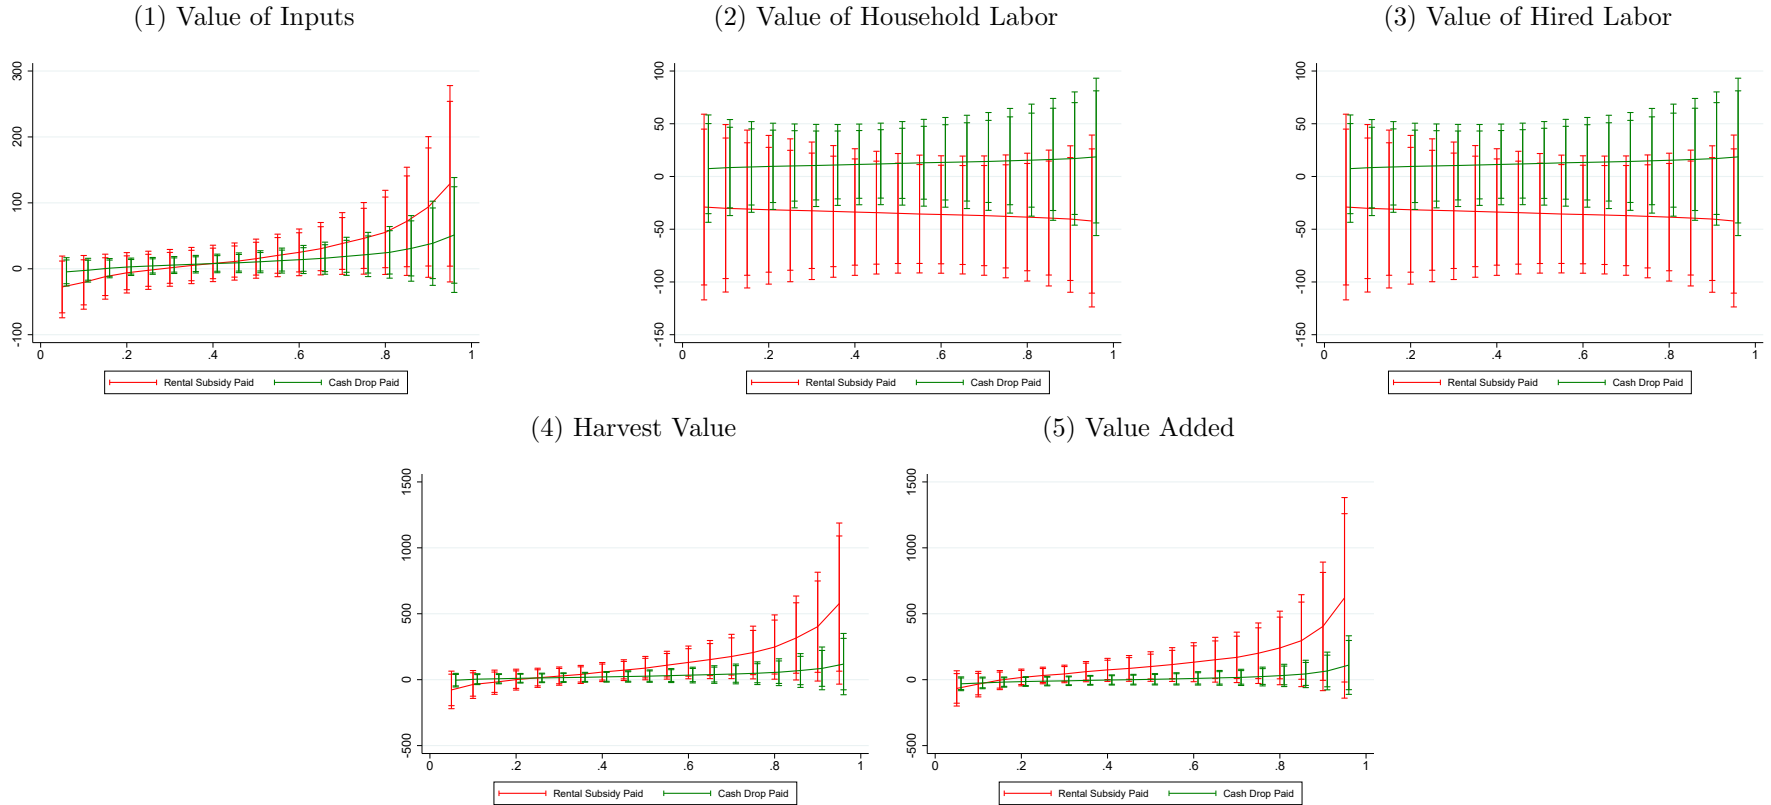 (1) Value of Inputs
300
200
100
0
-100
0 .2 .4 .6 .8 1
Rental Subsidy Paid Cash Drop Paid
(2) Value of Household Labor
100
50
0
-50
-100
-150
0 .2 .4 .6 .8 1
Rental Subsidy Paid Cash Drop Paid
(3) Value of Hired Labor
100
50
0
-50
-100
-150
0 .2 .4 .6 .8 1
Rental Subsidy Paid Cash Drop Paid
(4) Harvest Value
1500
1000
500
0
-500
0 .2 .4 .6 .8 1
Rental Subsidy Paid Cash Drop Paid
(5) Value Added
1500
1000
500
0
-500
0 .2 .4 .6 .8 1
Rental Subsidy Paid Cash Drop Paid